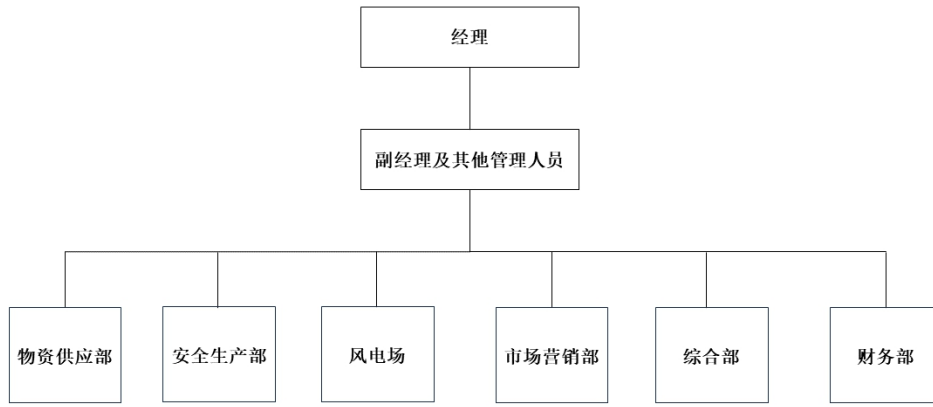 经理
副经理及其他管理人员
物资供应部
安全生产部
风电场
市场营销部
综合部
财务部